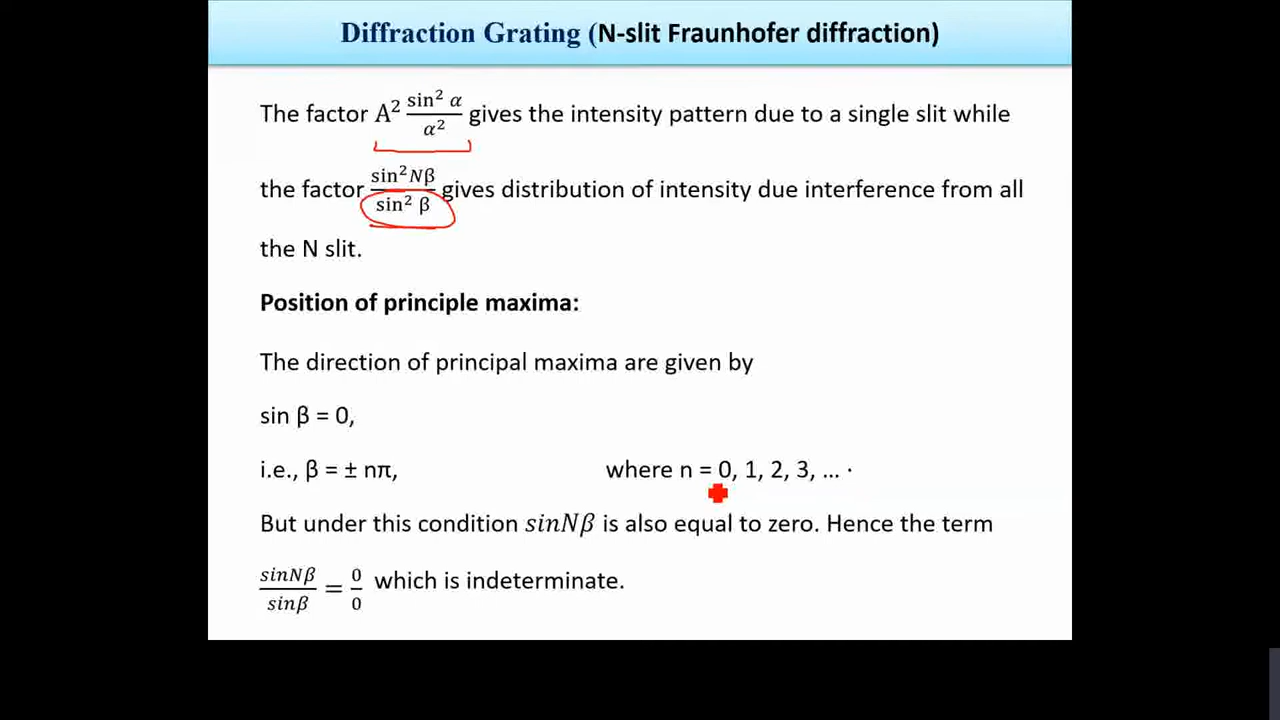 Diffraction Grating (N-slit Fraunhofer diffraction)
The factor A² sin² α / α² gives the intensity pattern due to a single slit while
the factor sin² Nβ / sin² β gives distribution of intensity due interference from all
the N slit.
Position of principle maxima:
The direction of principal maxima are given by
sin β = 0,
i.e., β = ± nπ, where n = 0, 1, 2, 3, ... ·
But under this condition sinNβ is also equal to zero. Hence the term
sinNβ / sinβ = 0 / 0 which is indeterminate.